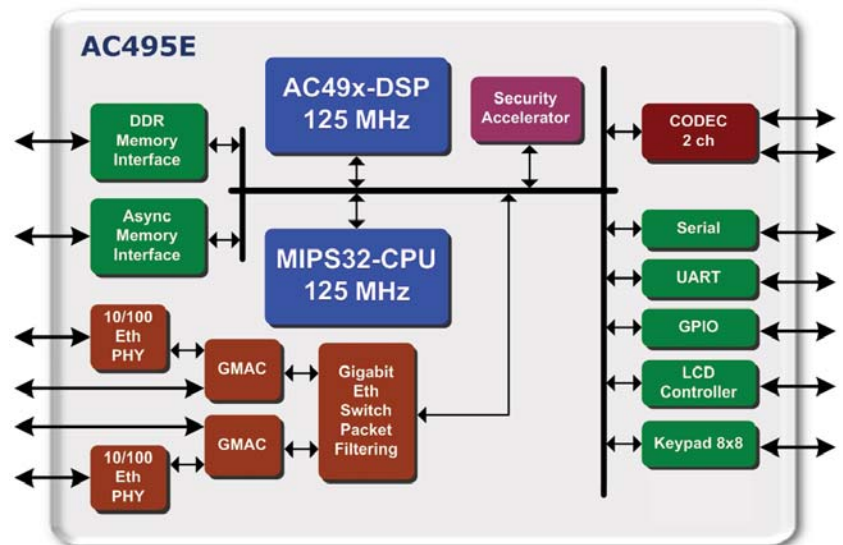 AC495E
AC49x-DSP
125 MHz
Security
Accelerator
DDR
Memory
Interface
CODEC
2 ch
Async
Memory
Interface
MIPS32-CPU
125 MHz
Serial
UART
GPIO
LCD
Controller
Keypad 8x8
10/100
Eth
PHY
GMAC
Gigabit
Eth
Switch
Packet
Filtering
GMAC
10/100
Eth
PHY